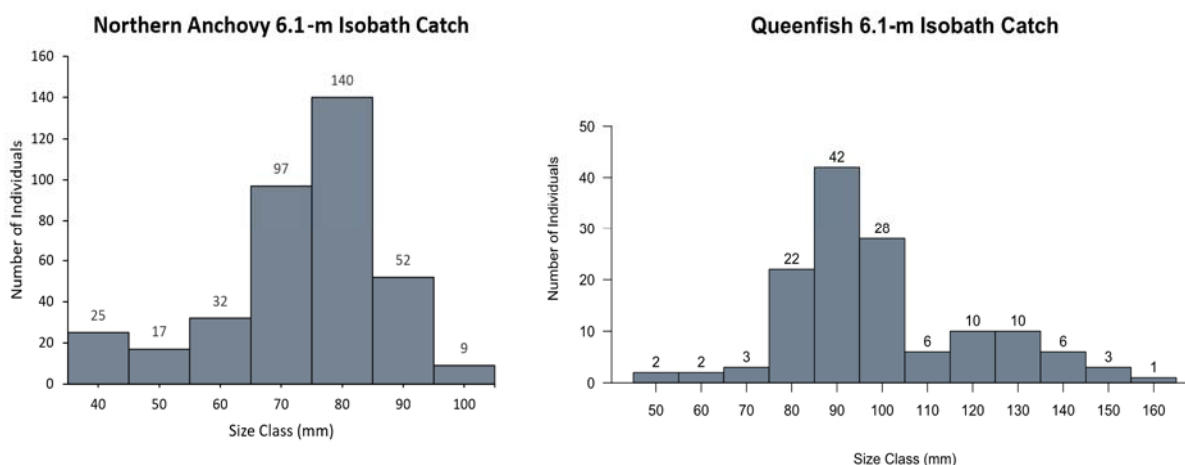 Northern Anchovy 6.1-m Isobath Catch
Number of Individuals
160
140
120
100
80
60
40
20
0
25
17
32
97
140
52
9
40 50 60 70 80 90 100
Size Class (mm)
Queenfish 6.1-m Isobath Catch
Number of Individuals
50
40
30
20
10
0
2 2 3 22 42 28 6 10 10 6 3 1
50 60 70 80 90 100 110 120 130 140 150 160
Size Class (mm)